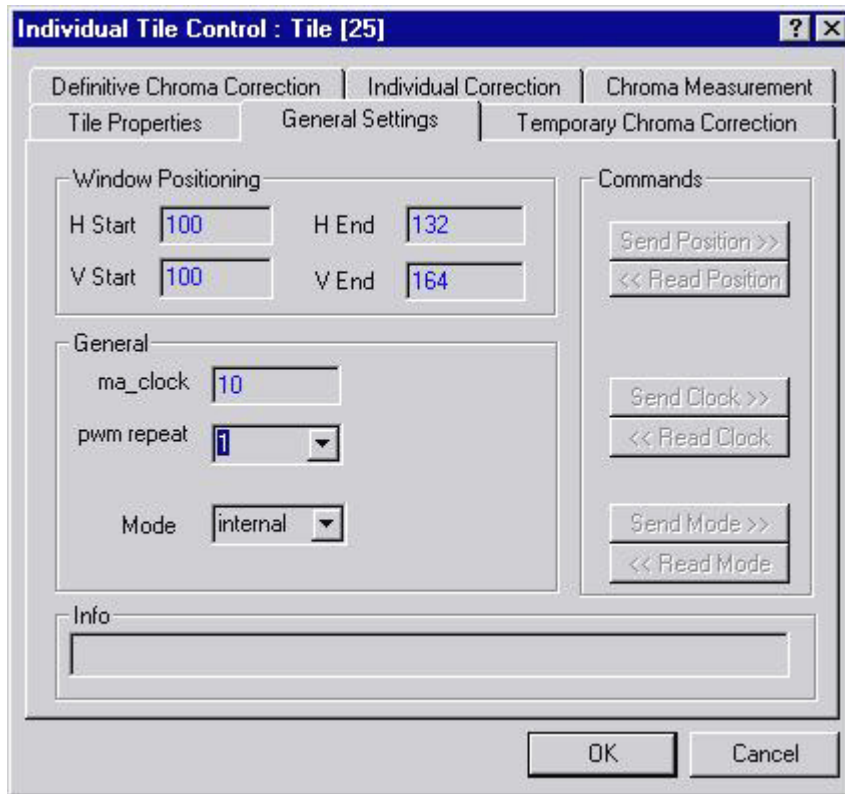 Individual Tile Control : Tile [25]
Definitive Chroma Correction
Individual Correction
Chroma Measurement
Tile Properties
General Settings
Temporary Chroma Correction
Window Positioning
H Start 100 H End 132
V Start 100 V End 164
General
ma_clock 10
pwm repeat 1
Mode internal
Commands
Send Position >>
<< Read Position
Send Clock >>
<< Read Clock
Send Mode >>
<< Read Mode
Info
OK
Cancel